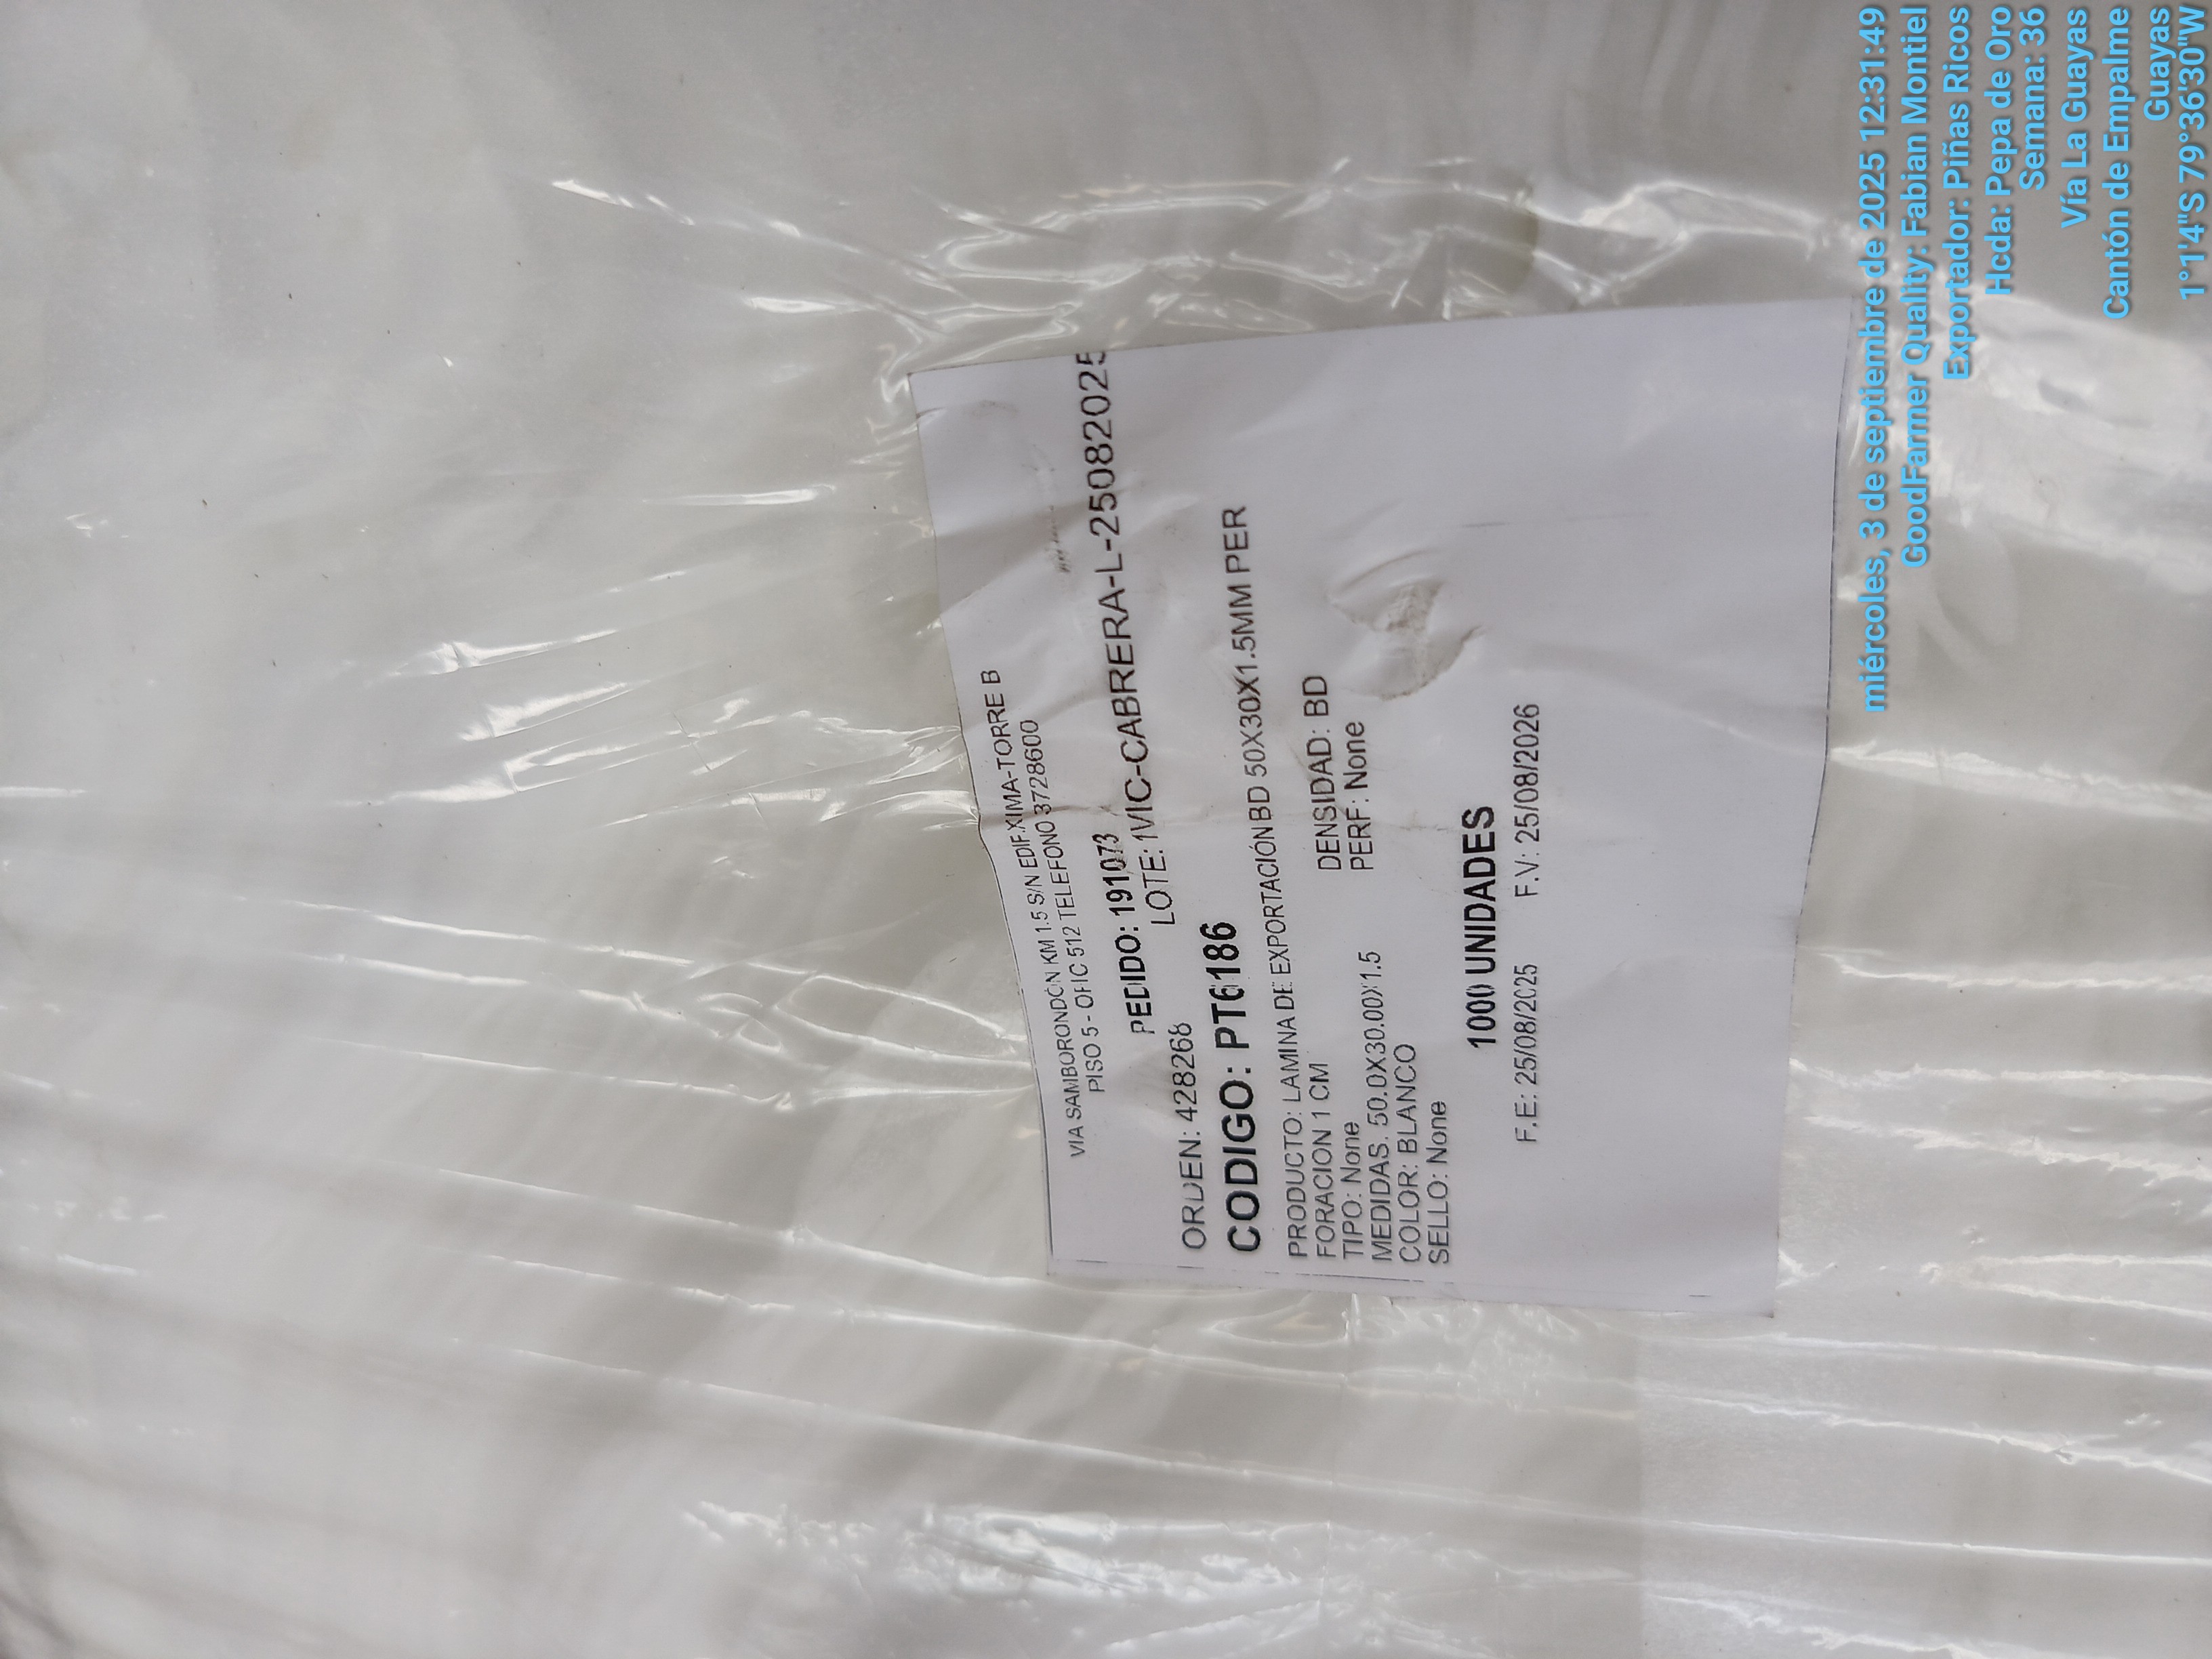 VIA SAMBORONDÓN KM 1.5 S/N EDIF.XIMA-TORRE B
PISO 5 - OFIC 512 TELEFONO 3728600
PEDIDO: 191073
ORDEN: 428268 LOTE: 1VIC-CABRERA-L-25082025
CODIGO: PT6186
PRODUCTO: LAMINA DE EXPORTACIÓN BD 50X30X1.5MM PER
FORACION 1 CM
TIPO: None DENSIDAD: BD
MEDIDAS. 50.0X30.00X1.5 PERF: None
COLOR: BLANCO
SELLO: None
1000 UNIDADES
F.E: 25/08/2025 F.V: 25/08/2026
miércoles, 3 de septiembre de 2025 12:31:49
GoodFarmer Quality: Fabian Montiel
Exportador: Piñas Ricos
Hcda: Pepa de Oro
Semana: 36
Vía La Guayas
Cantón de Empalme
Guayas
1°1'4"S 79°36'30"W